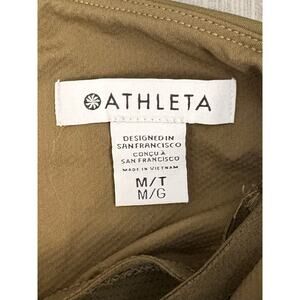 ATHLETA
DESIGNED IN
SAN FRANCISCO
CONÇU À
SAN FRANCISCO
MADE IN VIETNAM
M/T
M/G